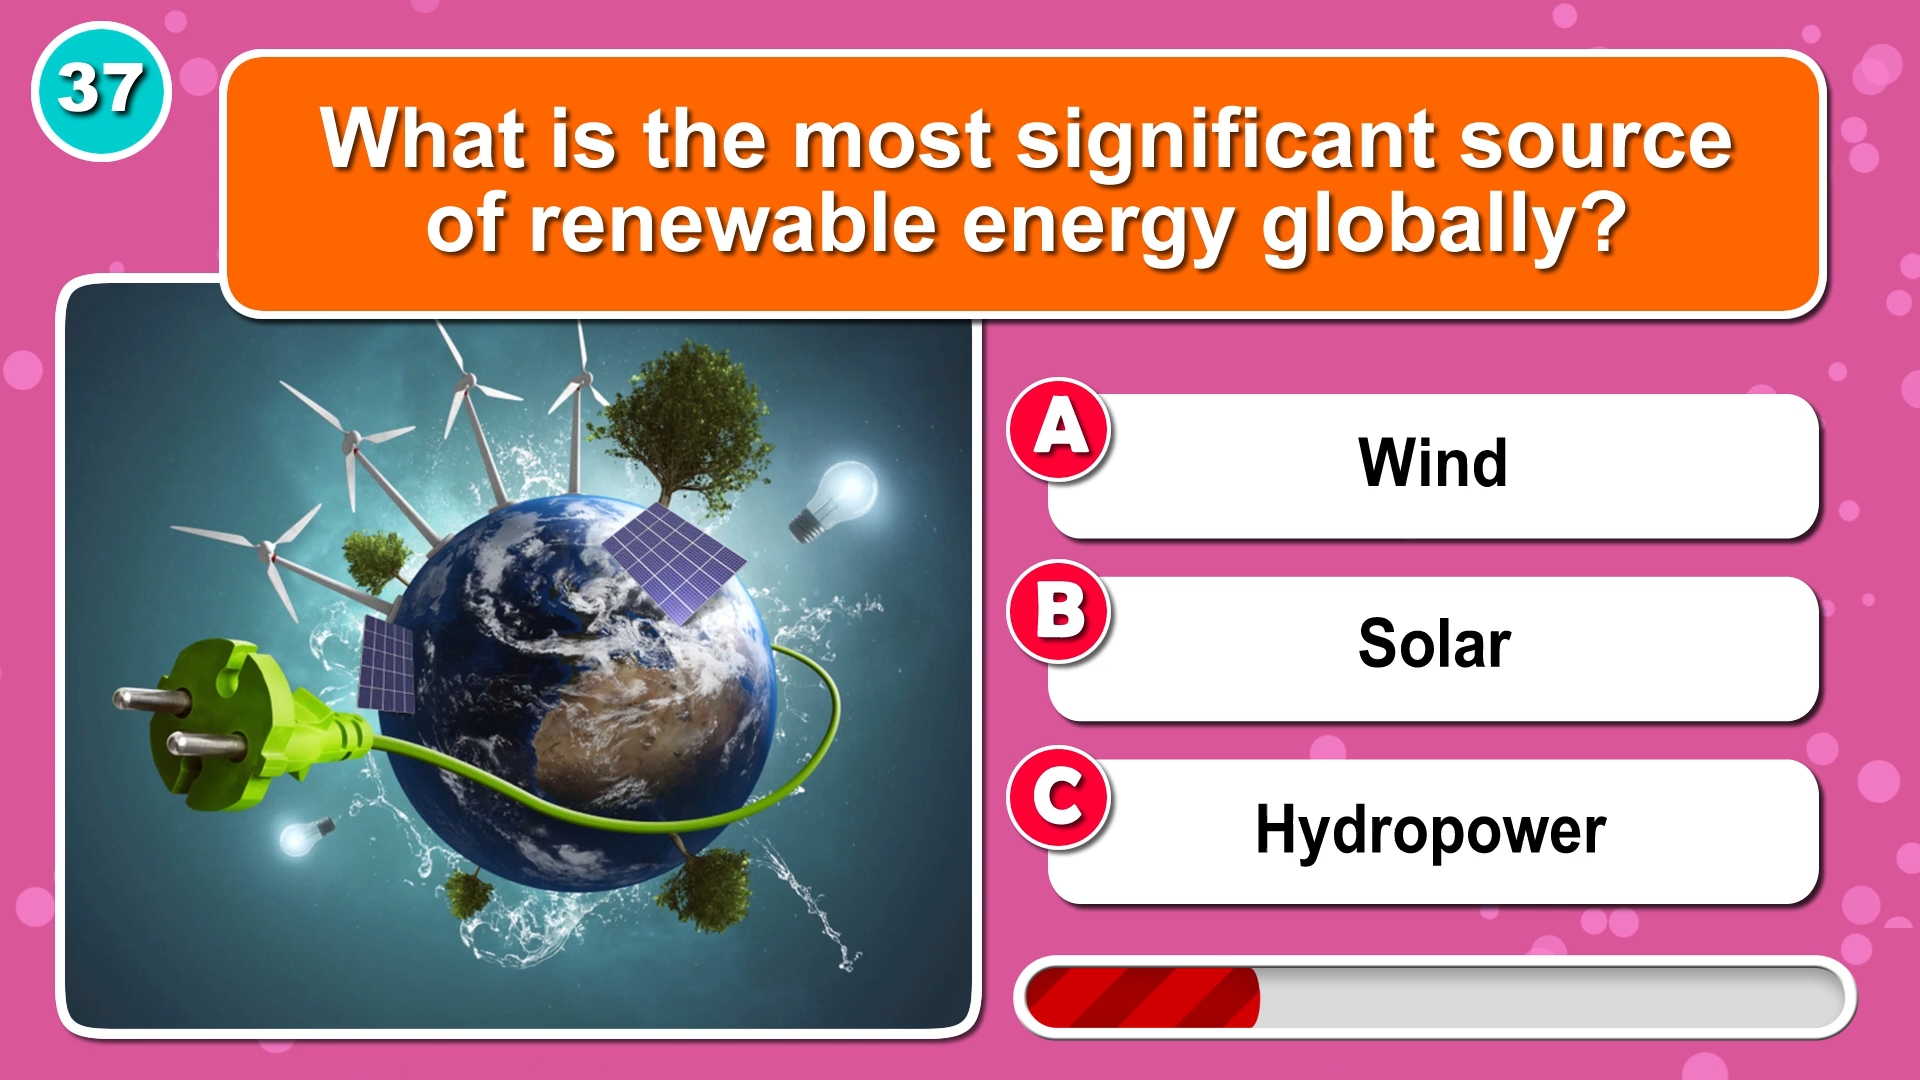 37
What is the most significant source
of renewable energy globally?
A
Wind
B
Solar
C
Hydropower